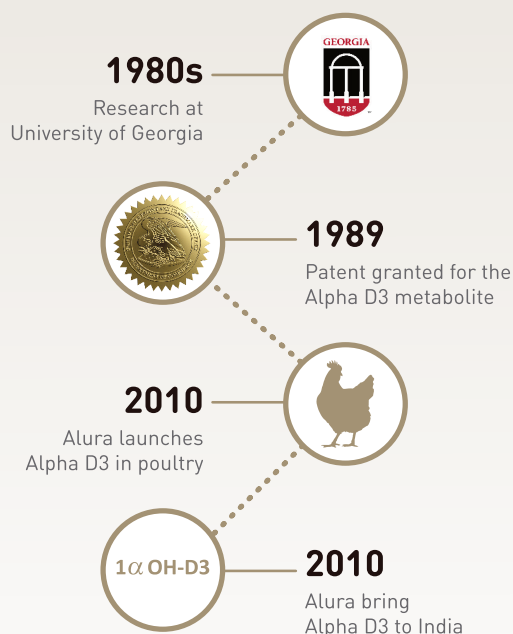 GEORGIA
1785
1980s
Research at
University of Georgia
1989
Patent granted for the
Alpha D3 metabolite
2010
Alura launches
Alpha D3 in poultry
1α OH-D3
2010
Alura bring
Alpha D3 to India